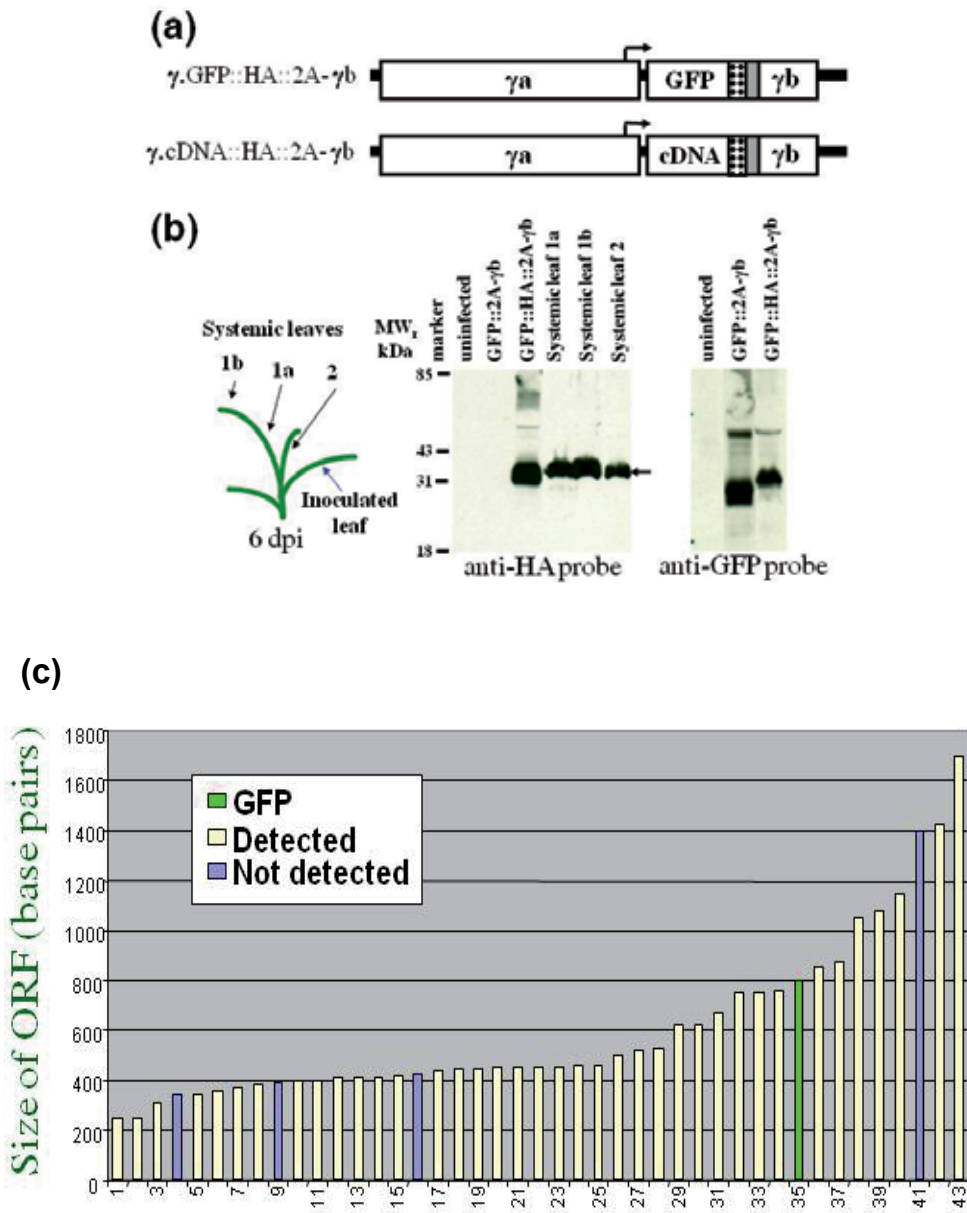 (a)
γ.GFP::HA::2A-γb
γa
GFP
γb
γ.cDNA::HA::2A-γb
γa
cDNA
γb
(b)
Systemic leaves
1b
1a
2
Inoculated
leaf
6 dpi
MWr
kDa
marker
uninfected
GFP::2A-γb
GFP::HA::2A-γb
Systemic leaf 1a
Systemic leaf 1b
Systemic leaf 2
85
43
31
18
anti-HA probe
uninfected
GFP::2A-γb
GFP::HA::2A-γb
anti-GFP probe
(c)
Size of ORF (base pairs)
1800
1600
1400
1200
1000
800
600
400
200
0
GFP
Detected
Not detected
1 3 5 7 9 11 13 15 17 19 21 23 25 27 29 31 33 35 37 39 41 43